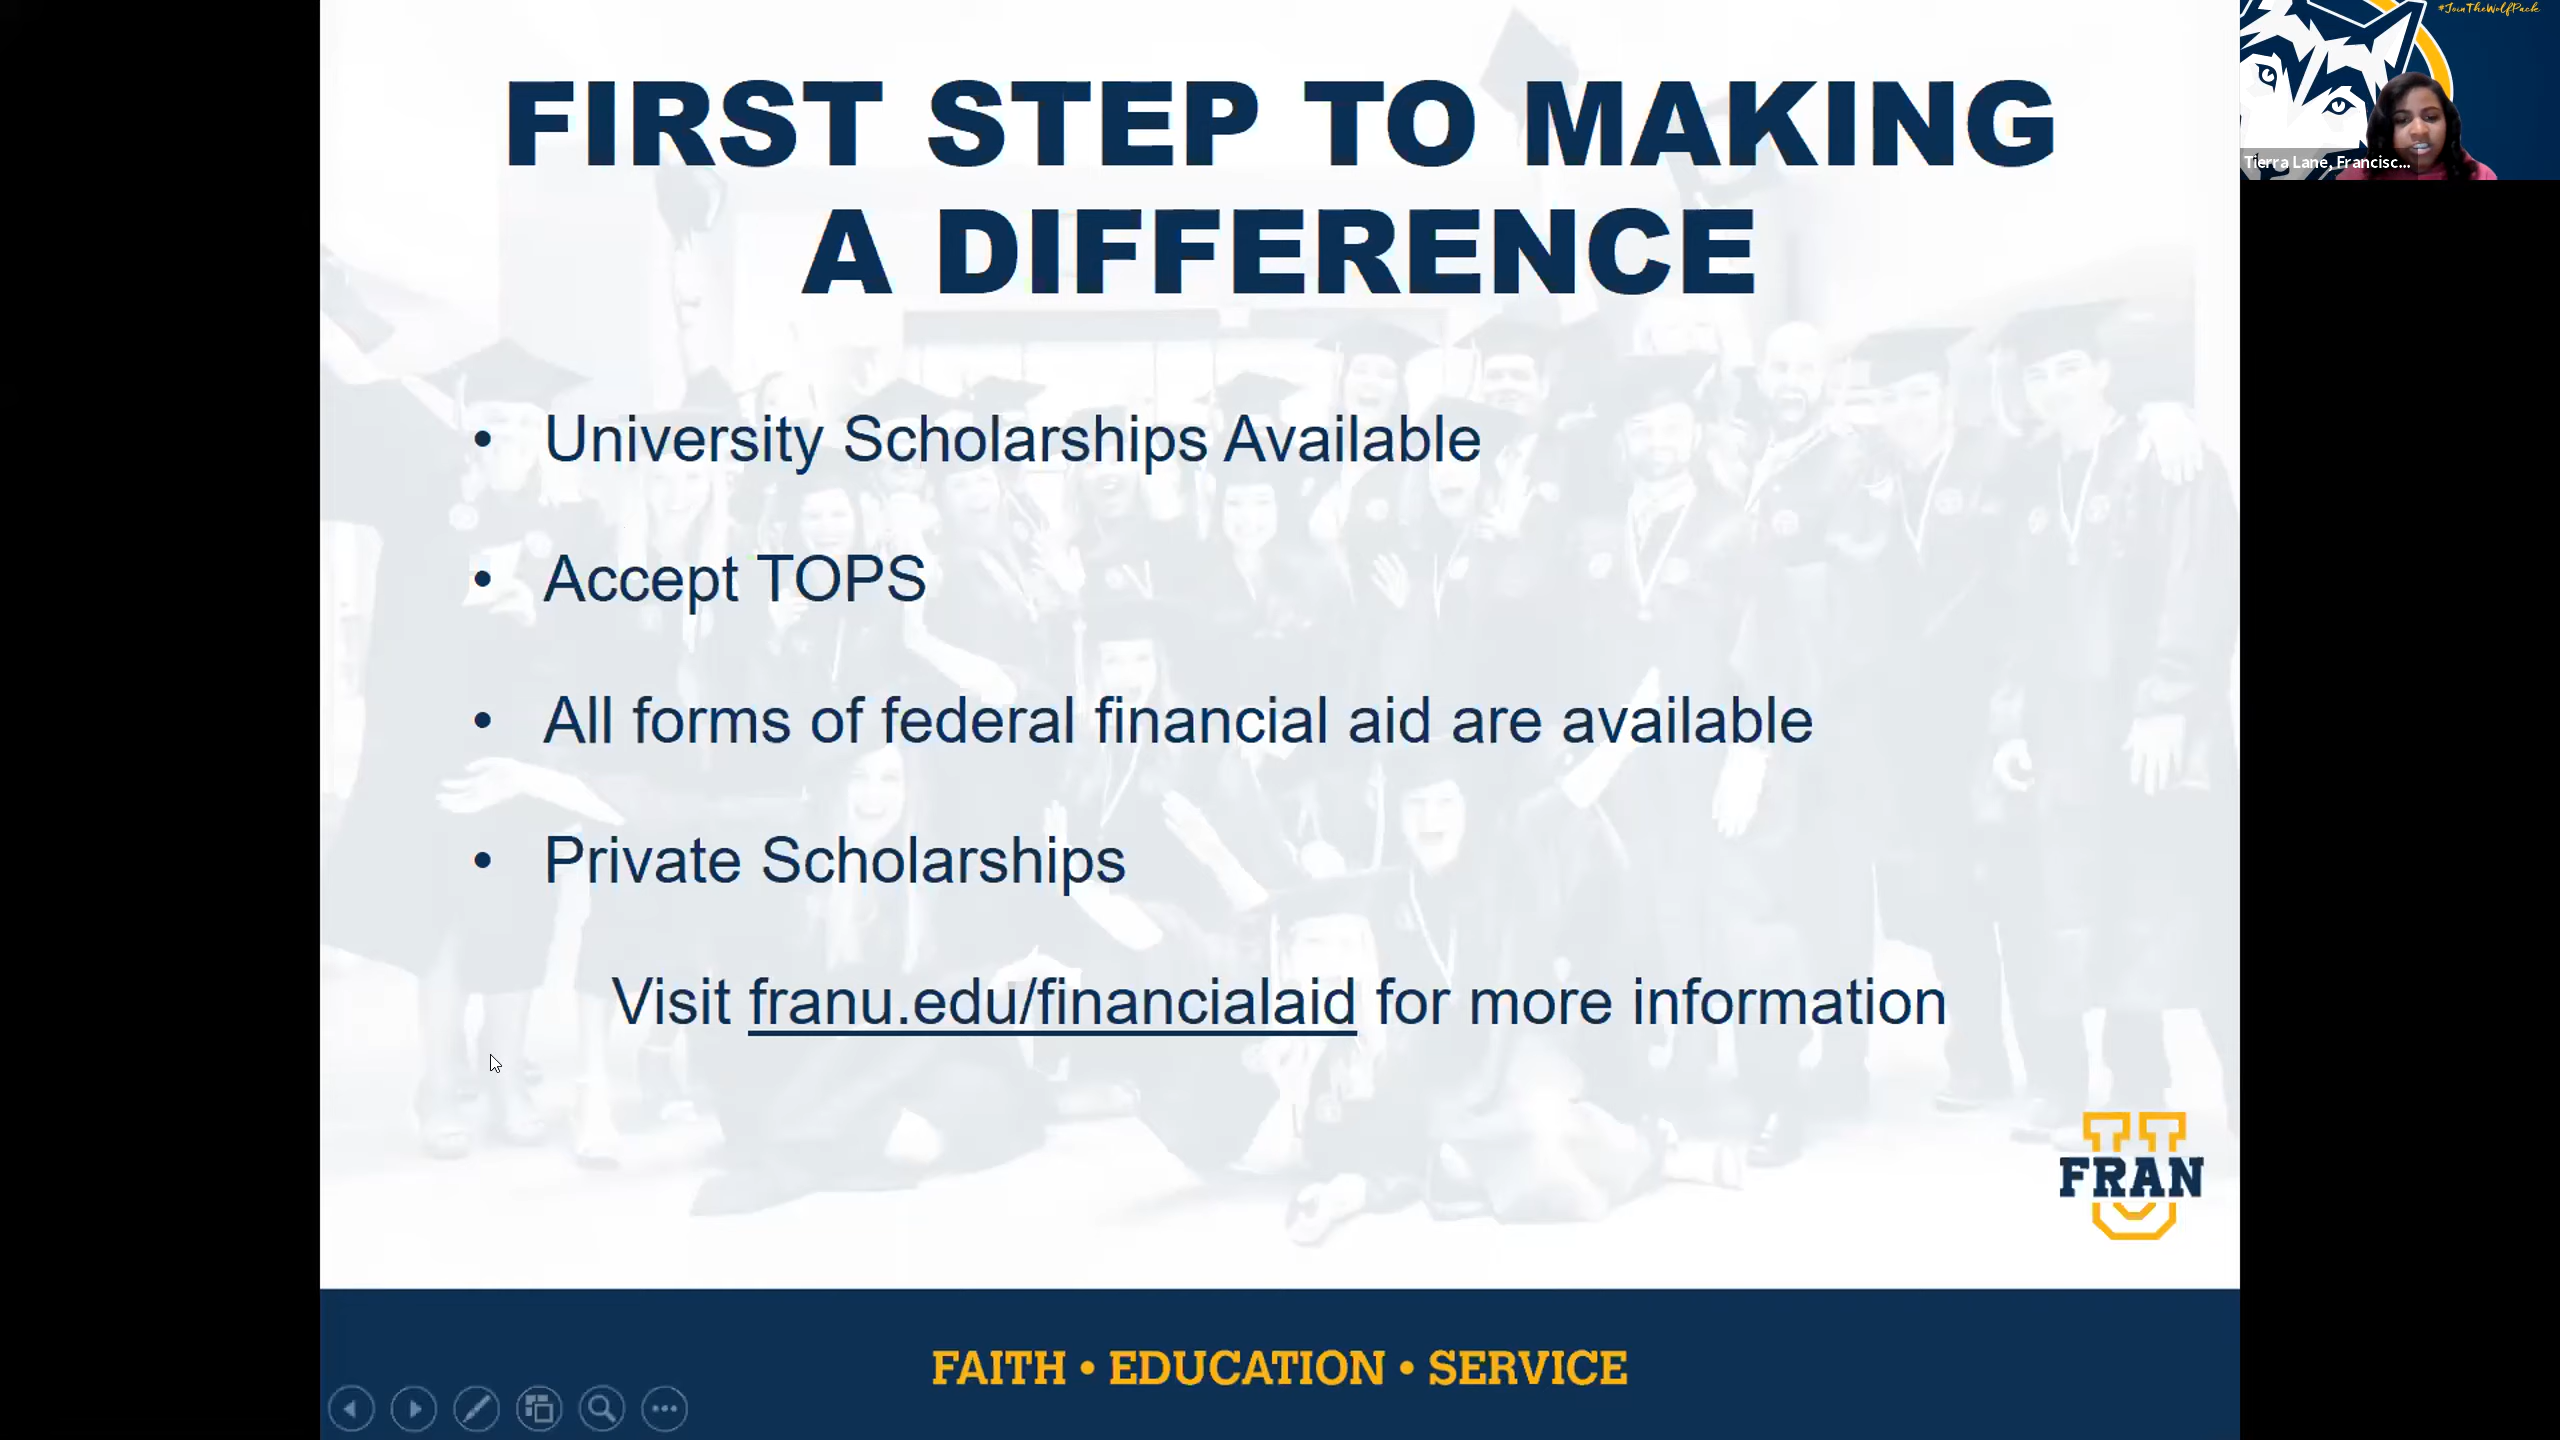 #JoinTheWolfPack
FIRST STEP TO MAKING
A DIFFERENCE
Tierra Lane, Francisc...
• University Scholarships Available
• Accept TOPS
• All forms of federal financial aid are available
• Private Scholarships
Visit franu.edu/financialaid for more information
U
FRAN
FAITH • EDUCATION • SERVICE